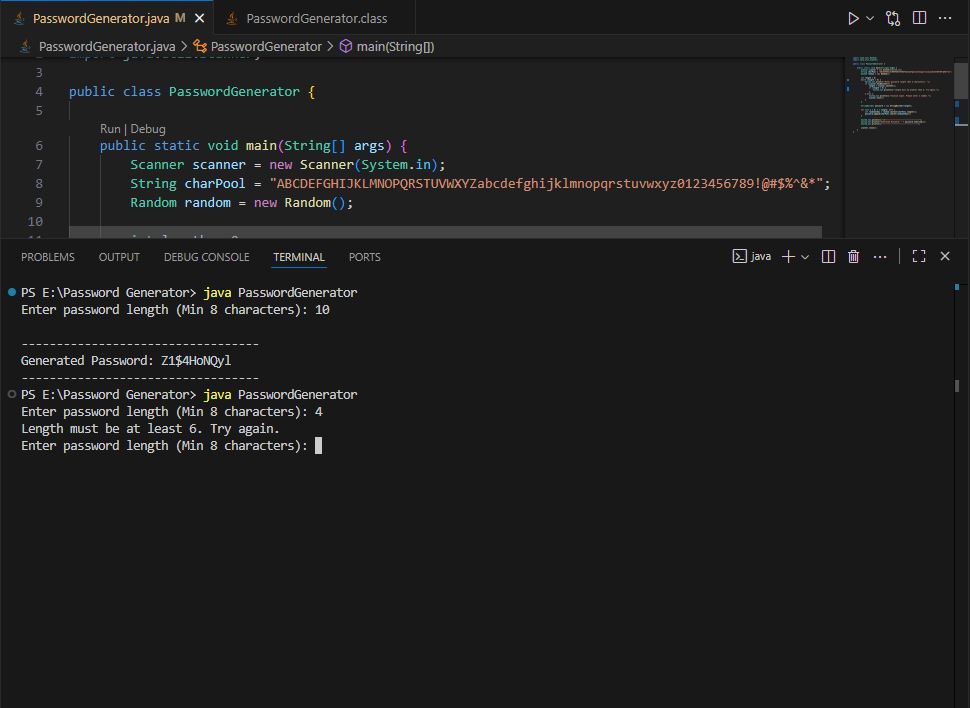 PasswordGenerator.java M
PasswordGenerator.class
PasswordGenerator.java > PasswordGenerator > main(String[])
3
4 public class PasswordGenerator {
5
Run | Debug
6 public static void main(String[] args) {
7 Scanner scanner = new Scanner(System.in);
8 String charPool = "ABCDEFGHIJKLMNOPQRSTUVWXYZabcdefghijklmnopqrstuvwxyz0123456789!@#$%^&*";
9 Random random = new Random();
10
PROBLEMS OUTPUT DEBUG CONSOLE TERMINAL PORTS
java
PS E:\Password Generator> java PasswordGenerator
Enter password length (Min 8 characters): 10
----------------------------------
Generated Password: Z1$4HoNQyl
----------------------------------
PS E:\Password Generator> java PasswordGenerator
Enter password length (Min 8 characters): 4
Length must be at least 6. Try again.
Enter password length (Min 8 characters):